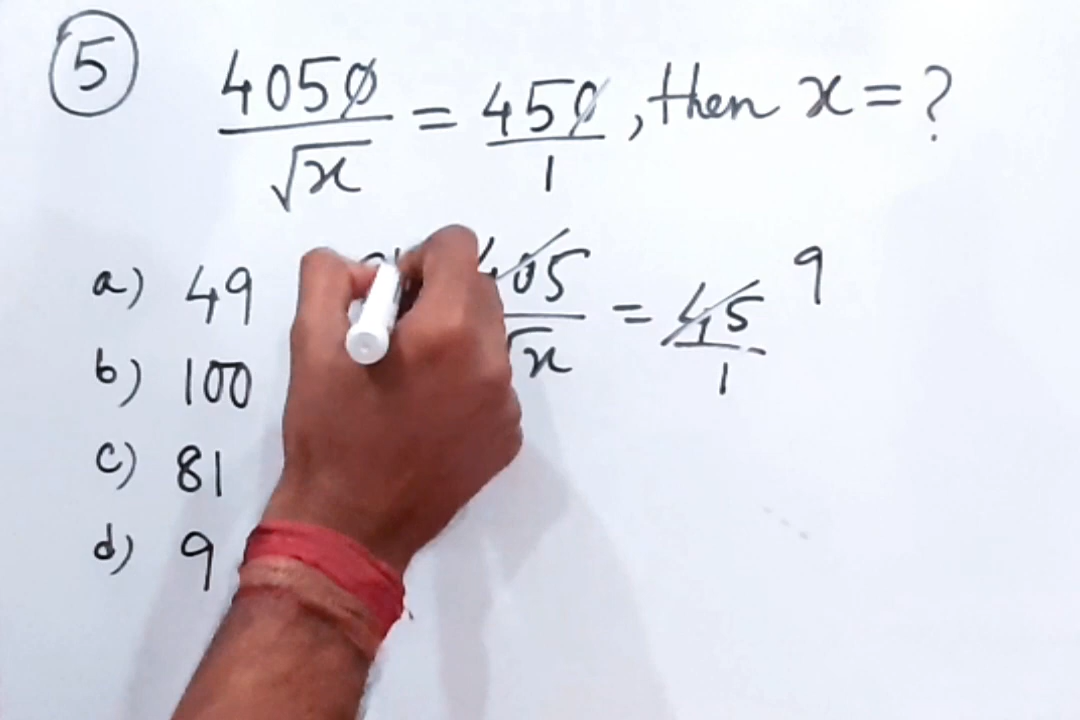 5 4050/√x = 450/1, then x = ?
a) 49
405/√x = 45/1 9
b) 100
c) 81
d) 9